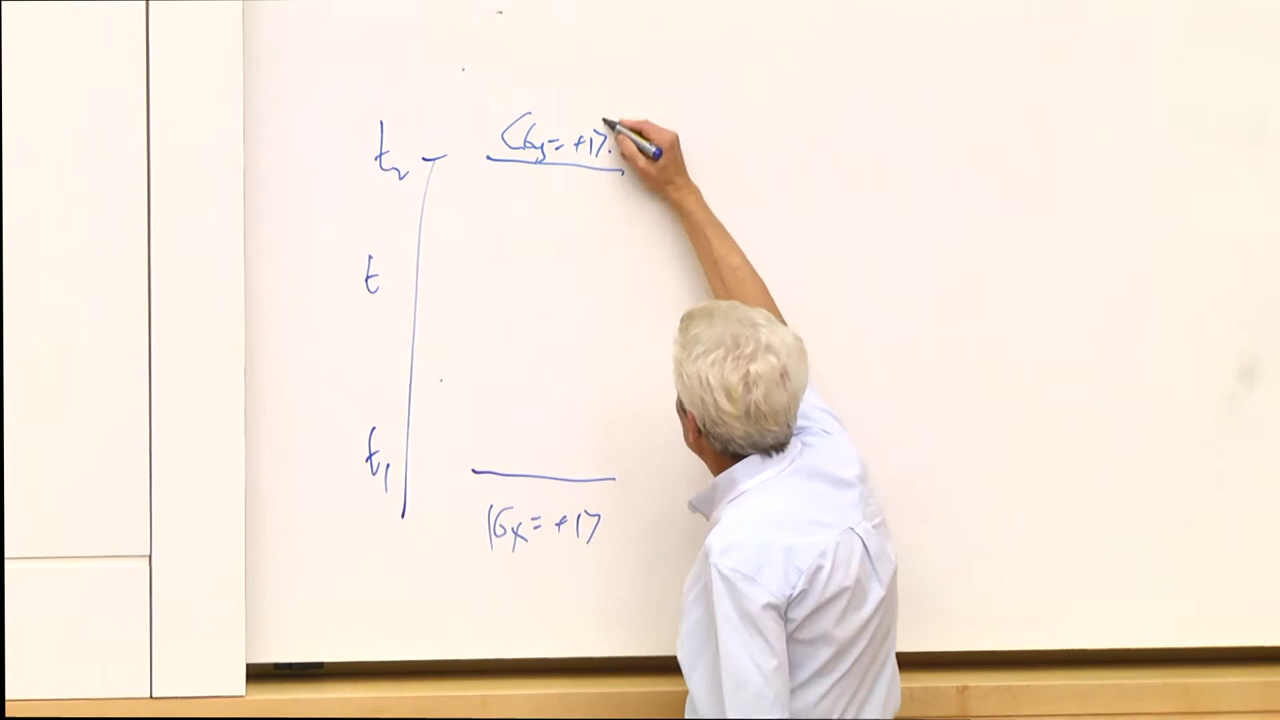 t₂ ⟨σy = +1|
t
t₁
|σx = +1⟩